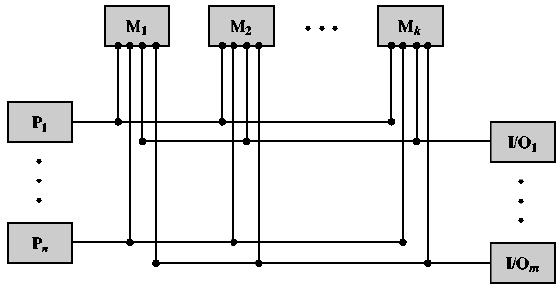 M1 M2 ... Mk
P1
I/O1
Pn
I/Om